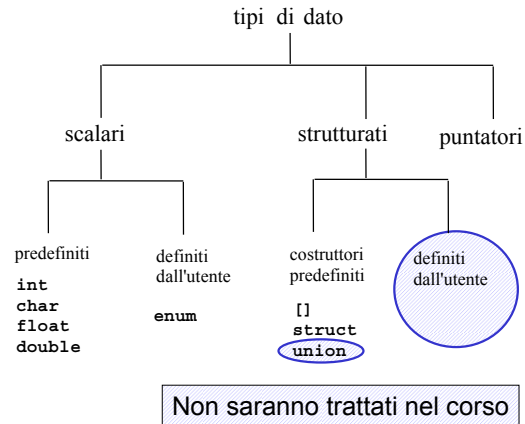 tipi di dato
scalari
strutturati
puntatori
predefiniti
int
char
float
double
definiti
dall'utente
enum
costruttori
predefiniti
[]
struct
union
definiti
dall'utente
Non saranno trattati nel corso